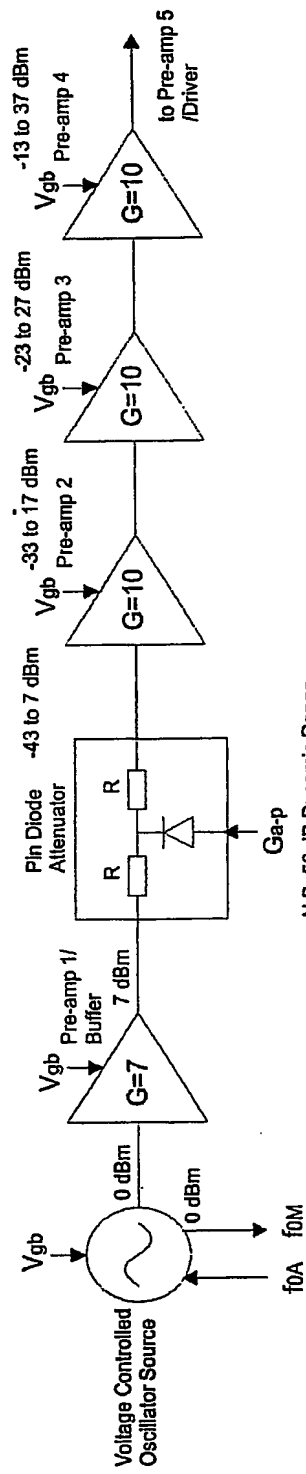 Voltage Controlled
Oscillator Source
Vgb
f0A
f0M
0 dBm
0 dBm
Vgb
Pre-amp 1/
Buffer
G=7
7 dBm
PIn Diode
Attenuator
R
R
Ga-p
-43 to 7 dBm
Vgb
-33 to 17 dBm
Pre-amp 2
G=10
Vgb
-23 to 27 dBm
Pre-amp 3
G=10
Vgb
-13 to 37 dBm
Pre-amp 4
G=10
to Pre-amp 5
/Driver